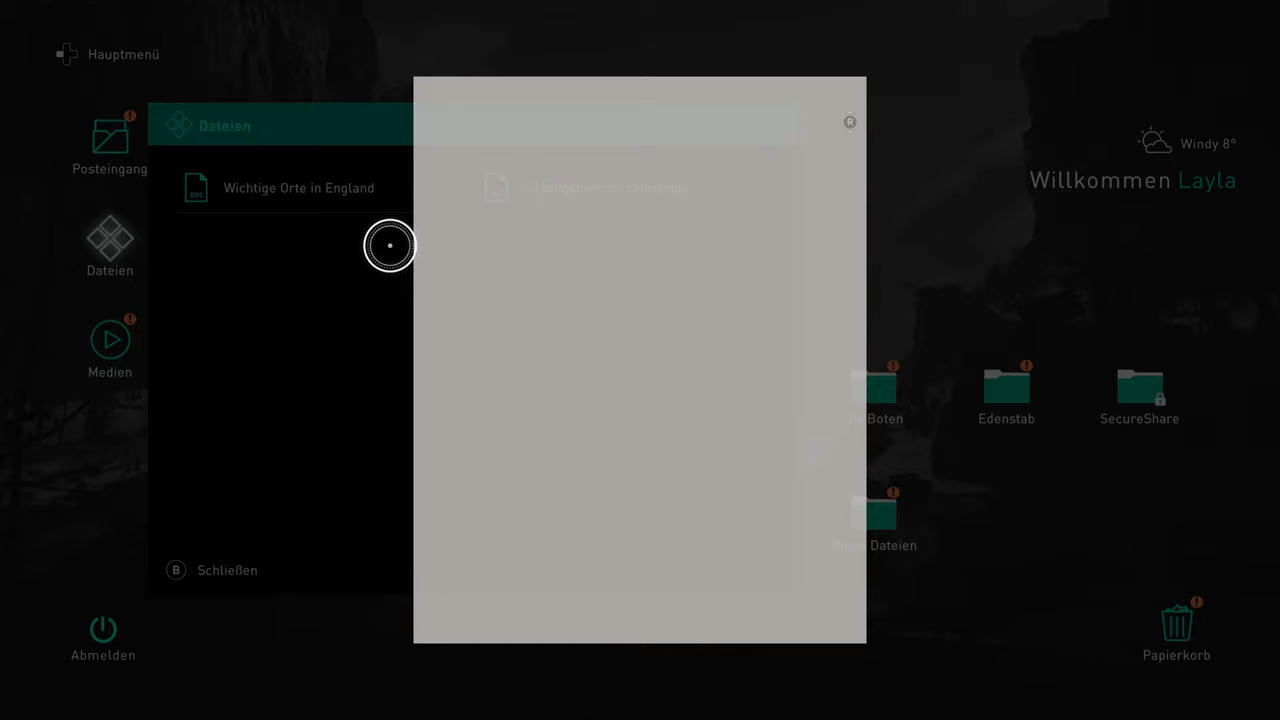 Hauptmenü
Posteingang
Dateien
Medien
Abmelden
Dateien
DOC
Wichtige Orte in England
B Schließen
R
Windy 8°
Willkommen Layla
Boten
Edenstab
SecureShare
Dateien
Papierkorb